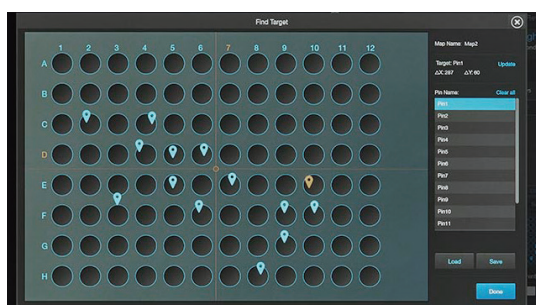 Find Target
1 2 3 4 5 6 7 8 9 10 11 12
A
B
C
D
E
F
G
H
Map Name: Map2
Target: Pin1 Update
ΔX:287 ΔY:60
Pin Name: Clear all
Pin1
Pin2
Pin3
Pin4
Pin5
Pin6
Pin7
Pin8
Pin9
Pin10
Pin11
Load Save
Done